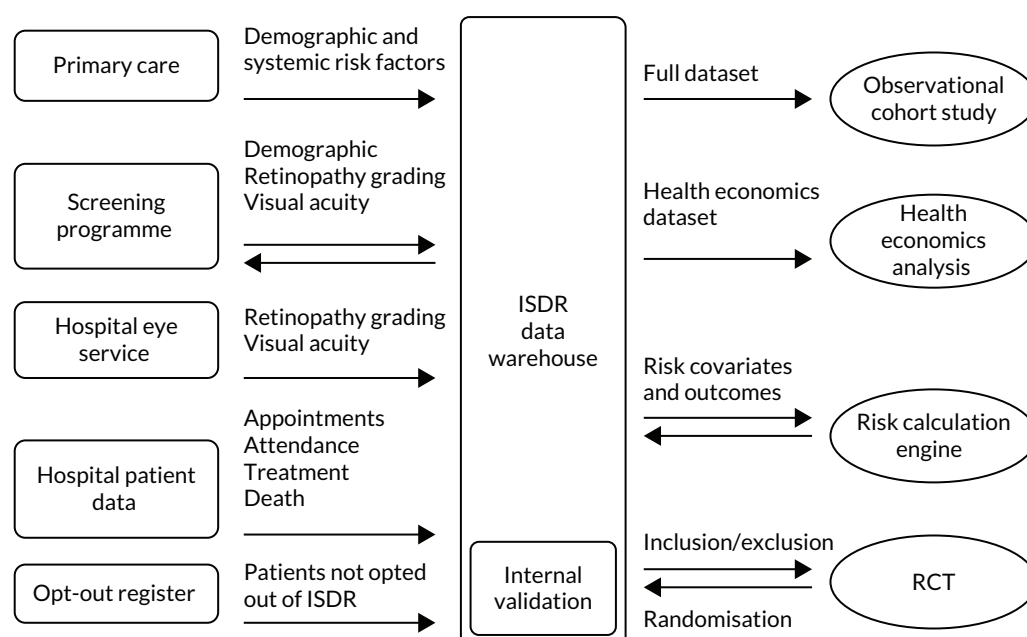 Primary care
Demographic and
systemic risk factors
Screening
programme
Demographic
Retinopathy grading
Visual acuity
Hospital eye
service
Retinopathy grading
Visual acuity
Hospital patient
data
Appointments
Attendance
Treatment
Death
Opt-out register
Patients not opted
out of ISDR
ISDR
data
warehouse
Internal
validation
Full dataset
Observational
cohort study
Health economics
dataset
Health
economics
analysis
Risk covariates
and outcomes
Risk calculation
engine
Inclusion/exclusion
Randomisation
RCT